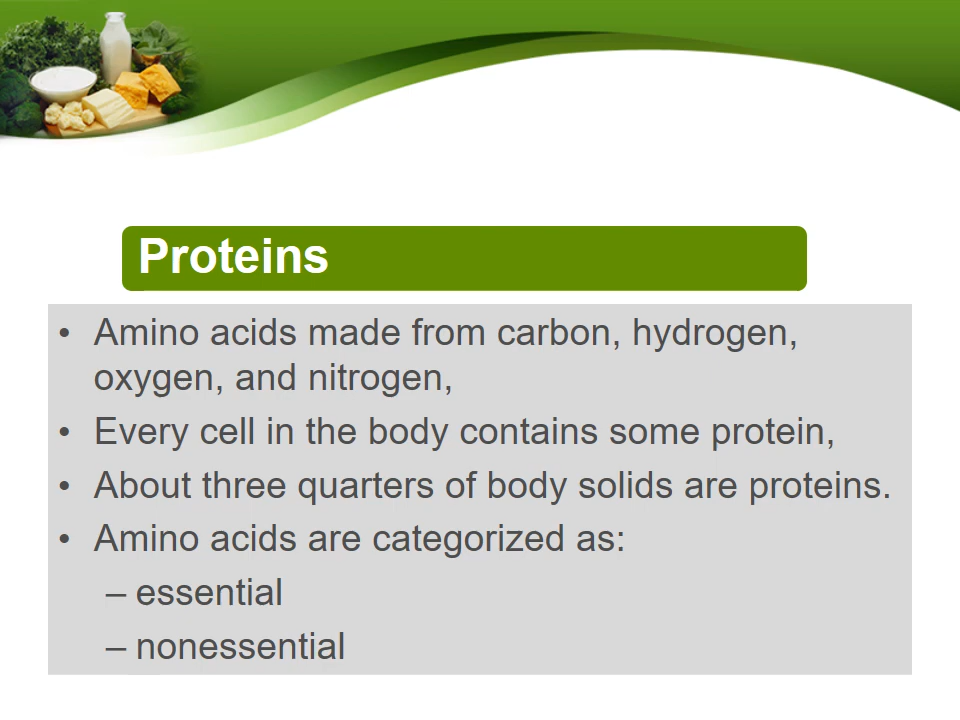 Proteins
• Amino acids made from carbon, hydrogen,
oxygen, and nitrogen,
• Every cell in the body contains some protein,
• About three quarters of body solids are proteins.
• Amino acids are categorized as:
– essential
– nonessential